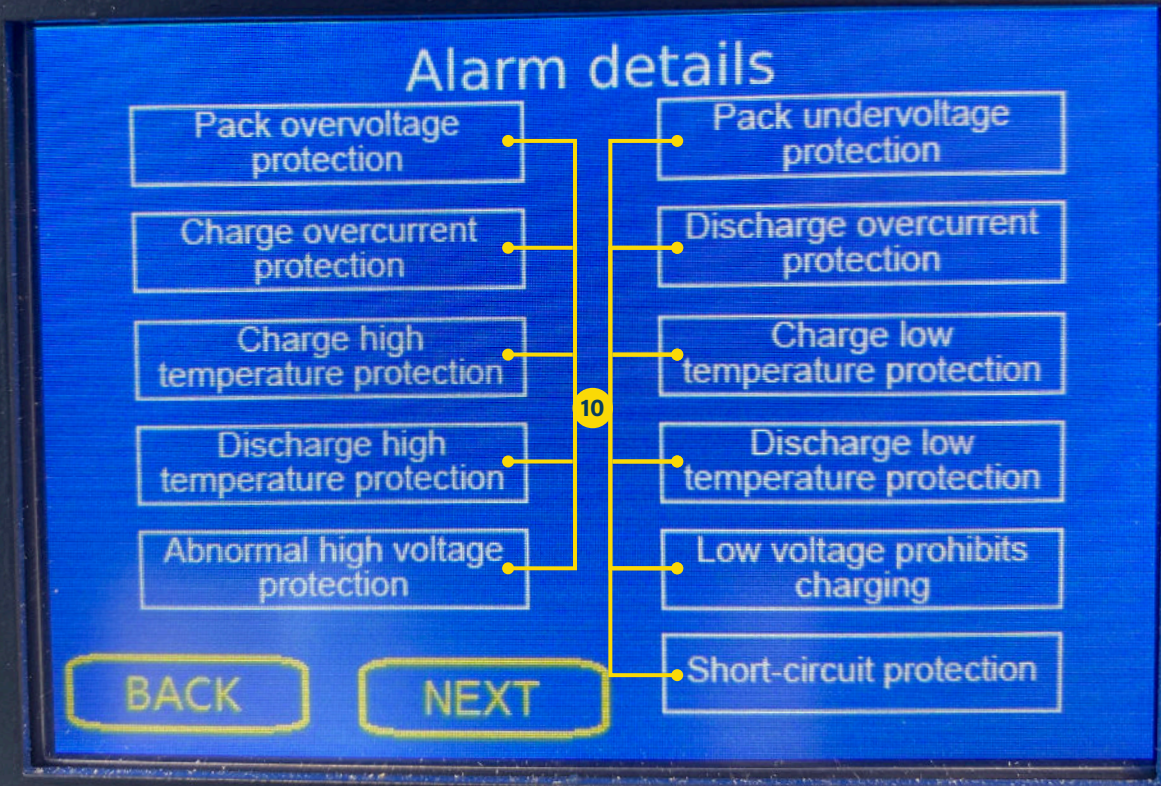 Alarm details
Pack overvoltage
protection
Pack undervoltage
protection
Charge overcurrent
protection
Discharge overcurrent
protection
Charge high
temperature protection
Charge low
temperature protection
10
Discharge high
temperature protection
Discharge low
temperature protection
Abnormal high voltage
protection
Low voltage prohibits
charging
Short-circuit protection
BACK
NEXT